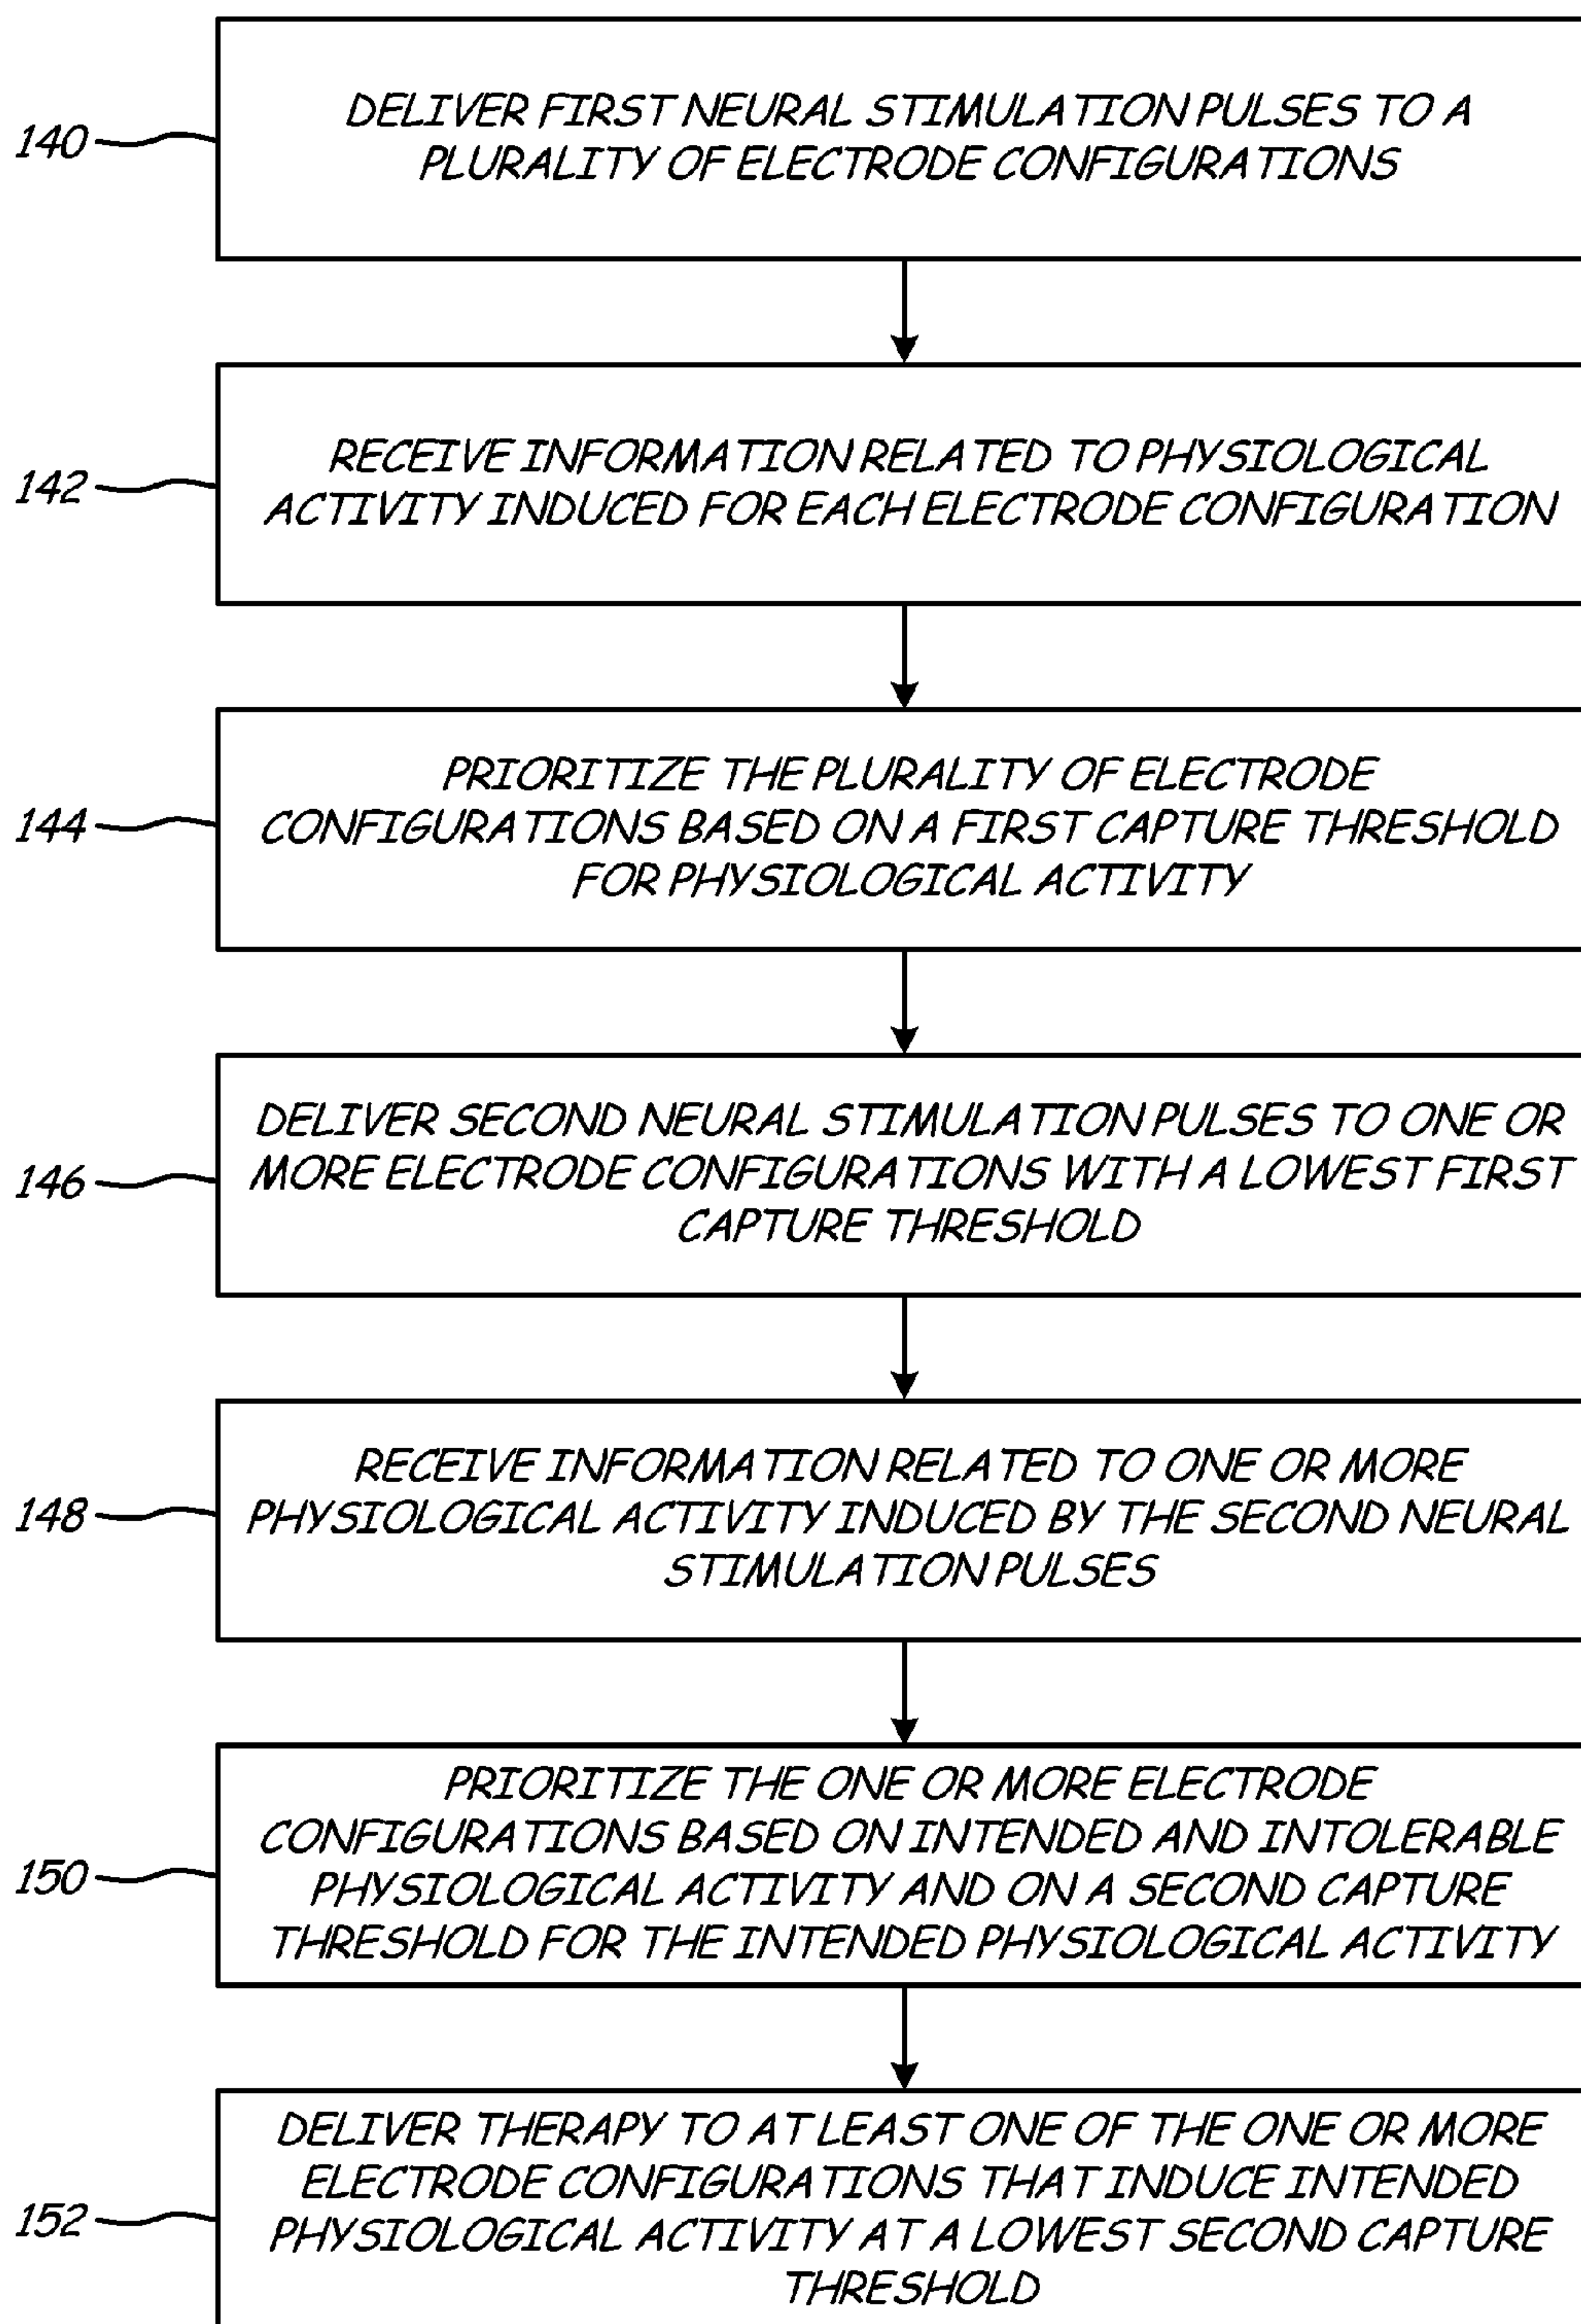 DELIVER FIRST NEURAL STIMULATION PULSES TO A
PLURALITY OF ELECTRODE CONFIGURATIONS
140
RECEIVE INFORMATION RELATED TO PHYSIOLOGICAL
ACTIVITY INDUCED FOR EACH ELECTRODE CONFIGURATION
142
PRIORITIZE THE PLURALITY OF ELECTRODE
CONFIGURATIONS BASED ON A FIRST CAPTURE THRESHOLD
FOR PHYSIOLOGICAL ACTIVITY
144
DELIVER SECOND NEURAL STIMULATION PULSES TO ONE OR
MORE ELECTRODE CONFIGURATIONS WITH A LOWEST FIRST
CAPTURE THRESHOLD
146
RECEIVE INFORMATION RELATED TO ONE OR MORE
PHYSIOLOGICAL ACTIVITY INDUCED BY THE SECOND NEURAL
STIMULATION PULSES
148
PRIORITIZE THE ONE OR MORE ELECTRODE
CONFIGURATIONS BASED ON INTENDED AND INTOLERABLE
PHYSIOLOGICAL ACTIVITY AND ON A SECOND CAPTURE
THRESHOLD FOR THE INTENDED PHYSIOLOGICAL ACTIVITY
150
DELIVER THERAPY TO AT LEAST ONE OF THE ONE OR MORE
ELECTRODE CONFIGURATIONS THAT INDUCE INTENDED
PHYSIOLOGICAL ACTIVITY AT A LOWEST SECOND CAPTURE
THRESHOLD
152